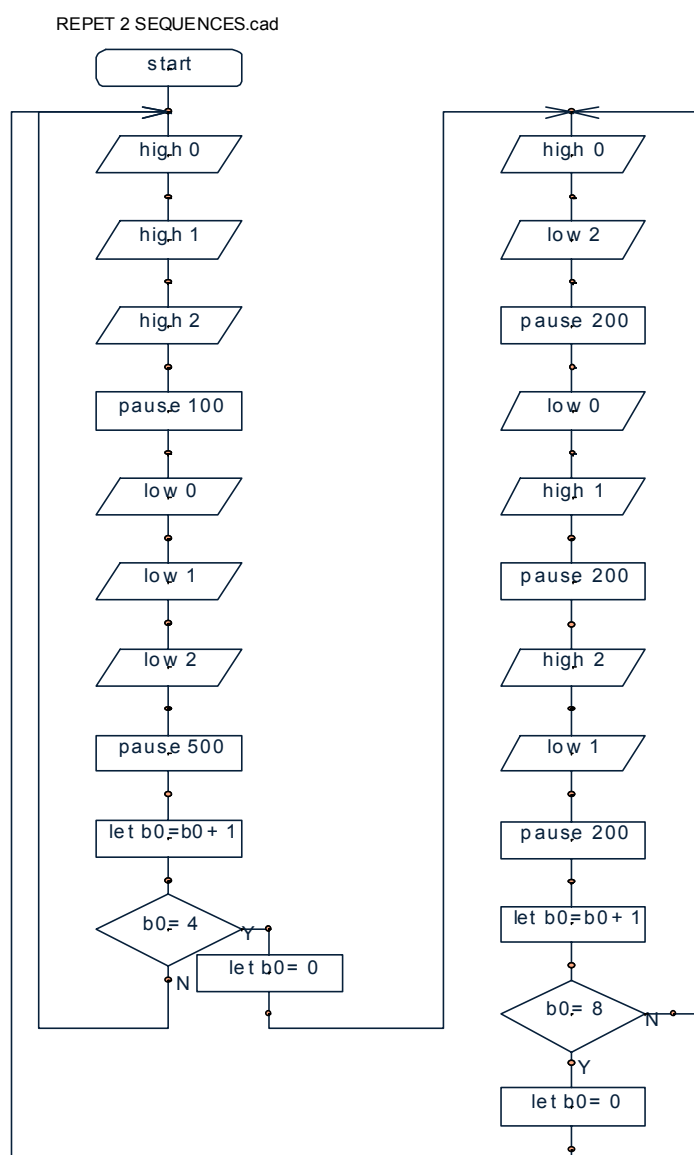 REPET 2 SEQUENCES.cad
start
high 0
high 1
high 2
pause 100
low 0
low 1
low 2
pause 500
let b0=b0+ 1
b0= 4
Y
N
let b0= 0
high 0
low 2
pause 200
low 0
high 1
pause 200
high 2
low 1
pause 200
let b0=b0+ 1
b0= 8
N
Y
let b0= 0